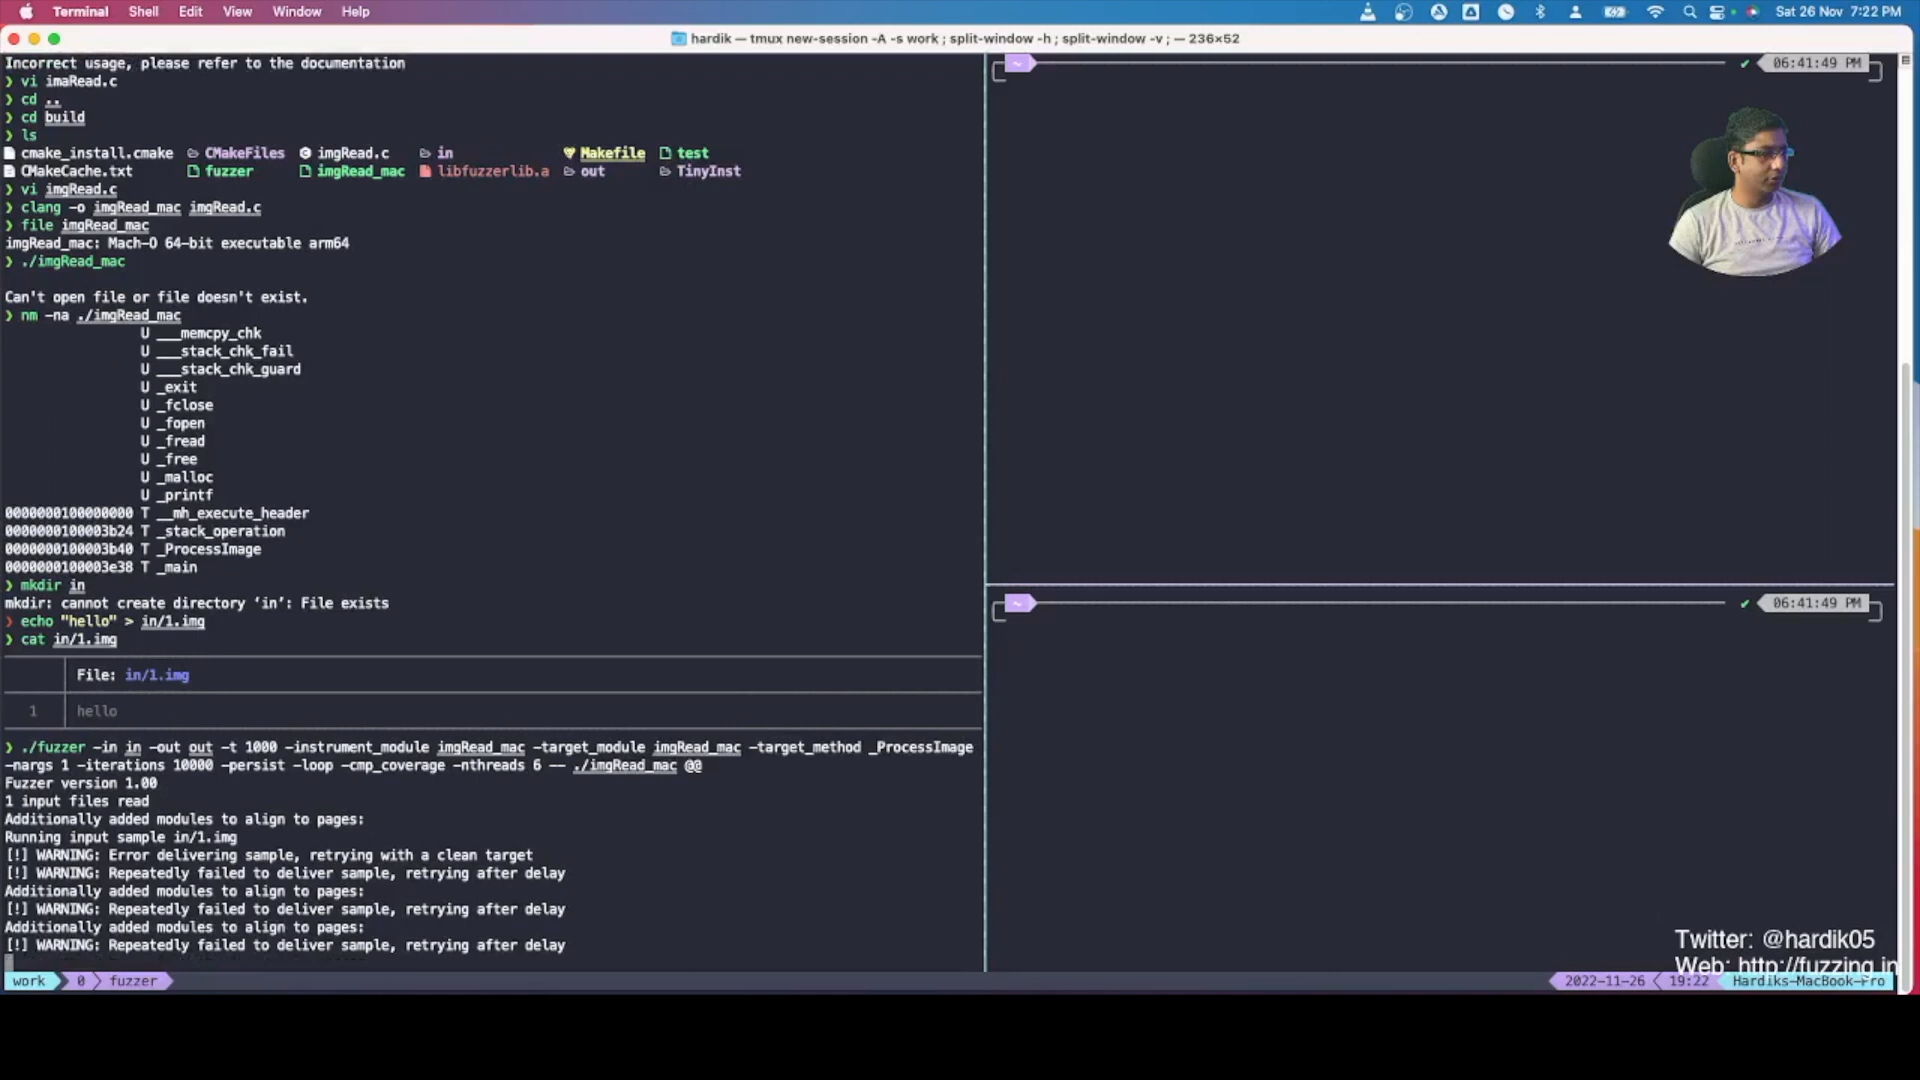 Terminal Shell Edit View Window Help
Sat 26 Nov 7:22 PM
hardik — tmux new-session -A -s work ; split-window -h ; split-window -v ; — 236×52
Incorrect usage, please refer to the documentation
❯ vi imaRead.c
❯ cd ..
❯ cd build
❯ ls
cmake_install.cmake CMakeFiles imgRead.c in Makefile test
CMakeCache.txt fuzzer imgRead_mac libfuzzerlib.a out TinyInst
❯ vi imgRead.c
❯ clang -o imgRead_mac imgRead.c
❯ file imgRead_mac
imgRead_mac: Mach-O 64-bit executable arm64
❯ ./imgRead_mac
Can't open file or file doesn't exist.
❯ nm -na ./imgRead_mac
U ___memcpy_chk
U ___stack_chk_fail
U ___stack_chk_guard
U _exit
U _fclose
U _fopen
U _fread
U _free
U _malloc
U _printf
0000000100000000 T __mh_execute_header
0000000100003b24 T _stack_operation
0000000100003b40 T _ProcessImage
0000000100003e38 T _main
❯ mkdir in
mkdir: cannot create directory ‘in’: File exists
❯ echo "hello" > in/1.img
❯ cat in/1.img
File: in/1.img
1 hello
❯ ./fuzzer -in in -out out -t 1000 -instrument_module imgRead_mac -target_module imgRead_mac -target_method _ProcessImage
-nargs 1 -iterations 10000 -persist -loop -cmp_coverage -nthreads 6 -- ./imgRead_mac @@
Fuzzer version 1.00
1 input files read
Additionally added modules to align to pages:
Running input sample in/1.img
[!] WARNING: Error delivering sample, retrying with a clean target
[!] WARNING: Repeatedly failed to deliver sample, retrying after delay
Additionally added modules to align to pages:
[!] WARNING: Repeatedly failed to deliver sample, retrying after delay
Additionally added modules to align to pages:
[!] WARNING: Repeatedly failed to deliver sample, retrying after delay
~ ✔ 06:41:49 PM
~ ✔ 06:41:49 PM
Twitter: @hardik05
Web: http://fuzzing.in
work 0 fuzzer
2022-11-26 19:22 Hardiks-MacBook-Pro